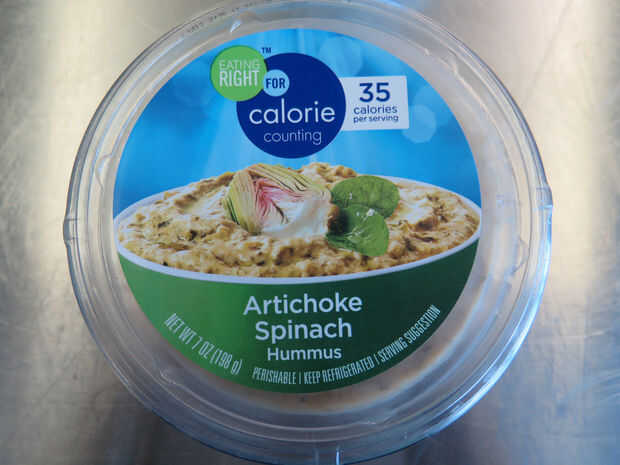 EATING
RIGHT
FOR
™
calorie
counting
35
calories
per serving
Artichoke
Spinach
Hummus
NET WT 7 OZ (198 g)
PERISHABLE | KEEP REFRIGERATED | SERVING SUGGESTION